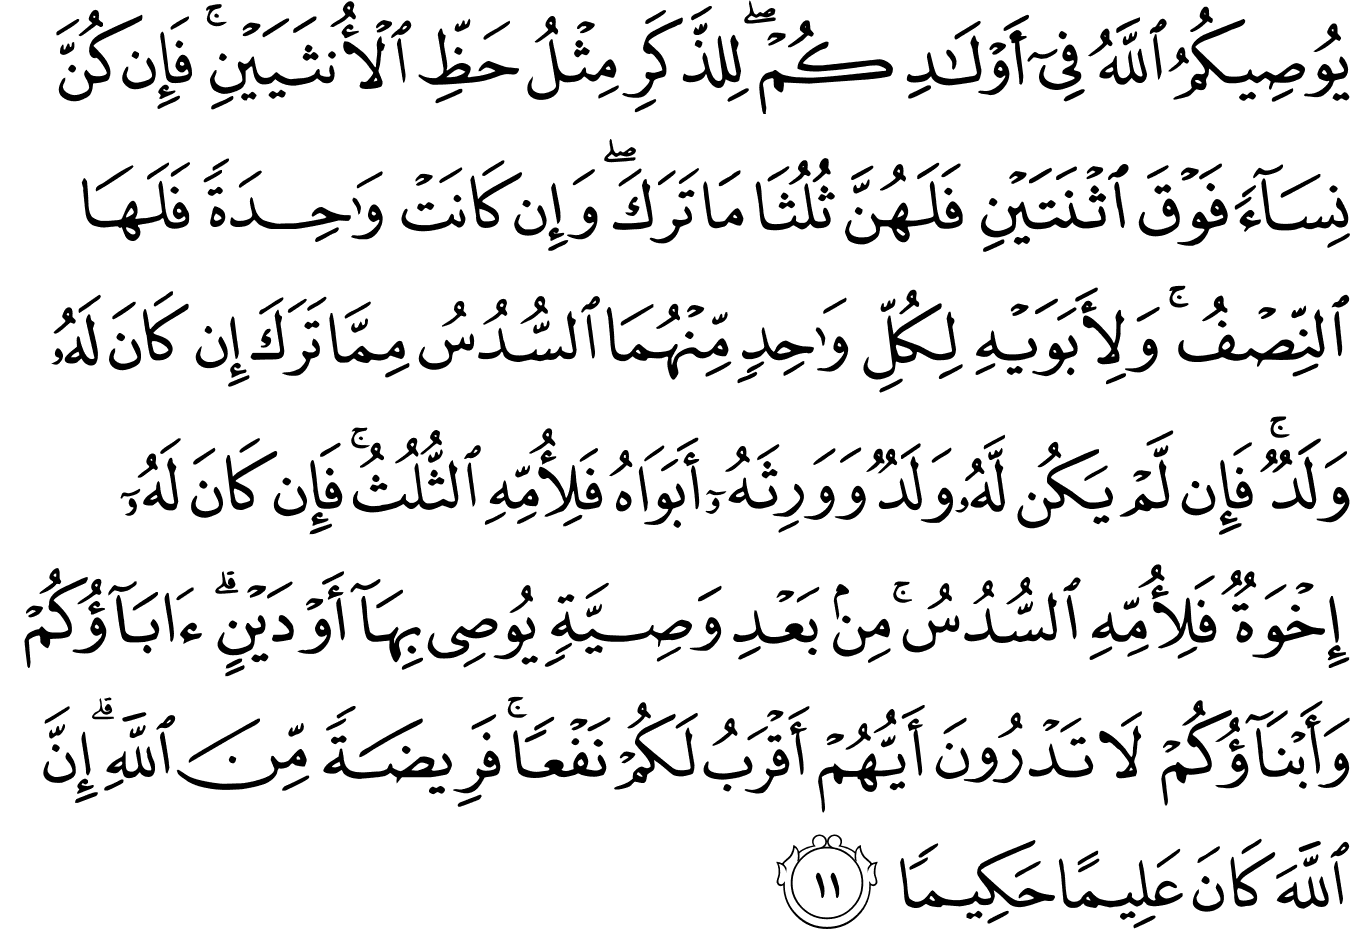 يُوصِيكُمُ ٱللَّهُ فِىٓ أَوْلَـٰدِكُمْ ۖ لِلذَّكَرِ مِثْلُ حَظِّ ٱلْأُنثَيَيْنِ ۚ فَإِن كُنَّ
نِسَآءً فَوْقَ ٱثْنَتَيْنِ فَلَهُنَّ ثُلُثَا مَا تَرَكَ ۖ وَإِن كَانَتْ وَٰحِدَةً فَلَهَا
ٱلنِّصْفُ ۚ وَلِأَبَوَيْهِ لِكُلِّ وَٰحِدٍ مِّنْهُمَا ٱلسُّدُسُ مِمَّا تَرَكَ إِن كَانَ لَهُۥ
وَلَدٌ ۚ فَإِن لَّمْ يَكُن لَّهُۥ وَلَدٌ وَوَرِثَهُۥٓ أَبَوَاهُ فَلِأُمِّهِ ٱلثُّلُثُ ۚ فَإِن كَانَ لَهُۥٓ
إِخْوَةٌ فَلِأُمِّهِ ٱلسُّدُسُ ۚ مِنۢ بَعْدِ وَصِيَّةٍ يُوصِى بِهَآ أَوْ دَيْنٍ ۗ ءَابَآؤُكُمْ
وَأَبْنَآؤُكُمْ لَا تَدْرُونَ أَيُّهُمْ أَقْرَبُ لَكُمْ نَفْعًا ۚ فَرِيضَةً مِّنَ ٱللَّهِ ۗ إِنَّ
ٱللَّهَ كَانَ عَلِيمًا حَكِيمًا ١١